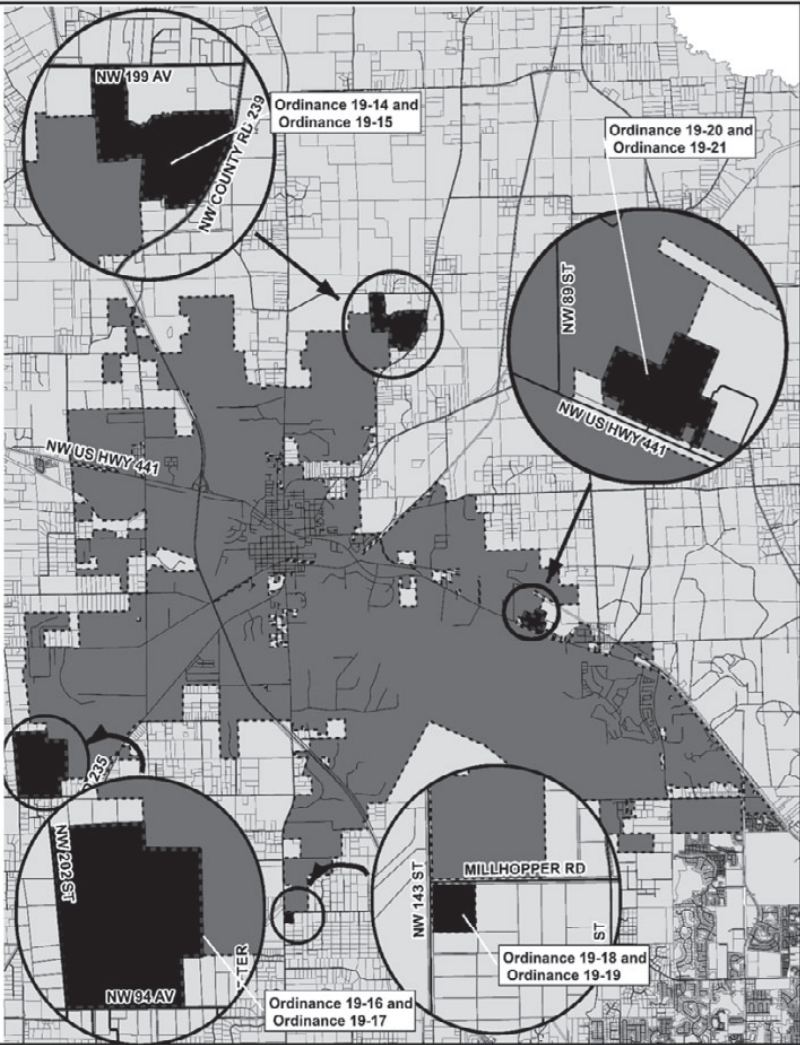 NW 199 AV
NW COUNTY RD 239
Ordinance 19-14 and
Ordinance 19-15
Ordinance 19-20 and
Ordinance 19-21
NW 89 ST
NW US HWY 441
NW US HWY 441
235
NW 202 ST
NW 94 AV
TER
Ordinance 19-16 and
Ordinance 19-17
NW 143 ST
MILLHOPPER RD
ST
Ordinance 19-18 and
Ordinance 19-19